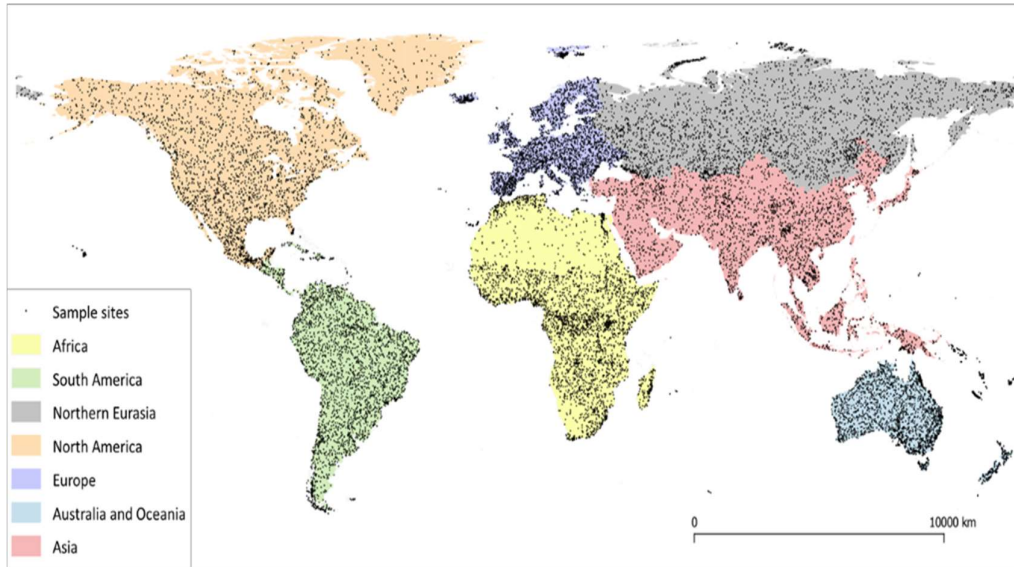 Sample sites
Africa
South America
Northern Eurasia
North America
Europe
Australia and Oceania
Asia
0 10000 km